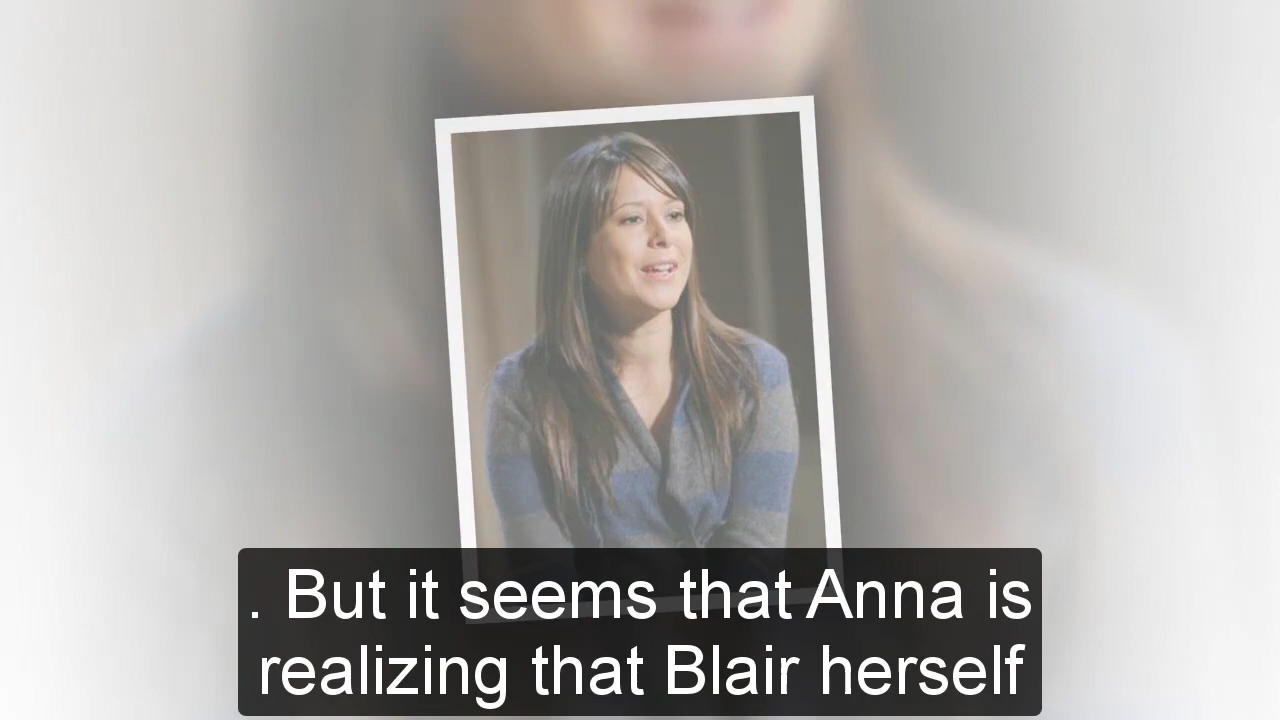 . But it seems that Anna is
realizing that Blair herself